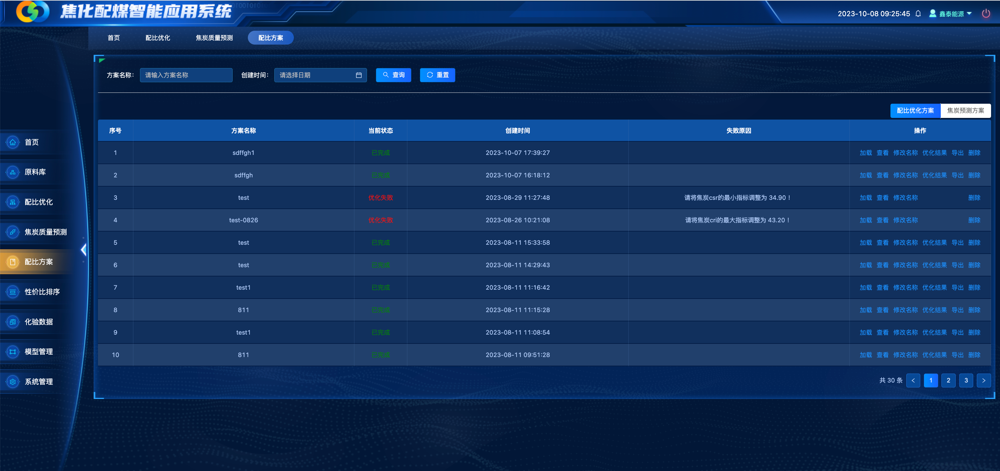 焦化配煤智能应用系统
2023-10-08 09:25:45 鑫泰能源
首页 配比优化 焦炭质量预测 配比方案
方案名称： 请输入方案名称 创建时间： 请选择日期 查询 重置
配比优化方案 焦炭预测方案
首页
原料库
配比优化
焦炭质量预测
配比方案
性价比排序
化验数据
模型管理
系统管理
序号 方案名称 当前状态 创建时间 失败原因 操作
1 sdffgh1 已完成 2023-10-07 17:39:27 加载 查看 修改名称 优化结果 导出 删除
2 sdffgh 已完成 2023-10-07 16:18:12 加载 查看 修改名称 优化结果 导出 删除
3 test 优化失败 2023-08-29 11:27:48 请将焦炭csr的最小指标调整为 34.90！ 加载 查看 修改名称 删除
4 test-0826 优化失败 2023-08-26 10:21:08 请将焦炭cri的最大指标调整为 43.20！ 加载 查看 修改名称 删除
5 test 已完成 2023-08-11 15:33:58 加载 查看 修改名称 优化结果 导出 删除
6 test 已完成 2023-08-11 14:29:43 加载 查看 修改名称 优化结果 导出 删除
7 test1 已完成 2023-08-11 11:16:42 加载 查看 修改名称 优化结果 导出 删除
8 811 已完成 2023-08-11 11:15:28 加载 查看 修改名称 优化结果 导出 删除
9 test1 已完成 2023-08-11 11:08:54 加载 查看 修改名称 优化结果 导出 删除
10 811 已完成 2023-08-11 09:51:28 加载 查看 修改名称 优化结果 导出 删除
共 30 条 < 1 2 3 >